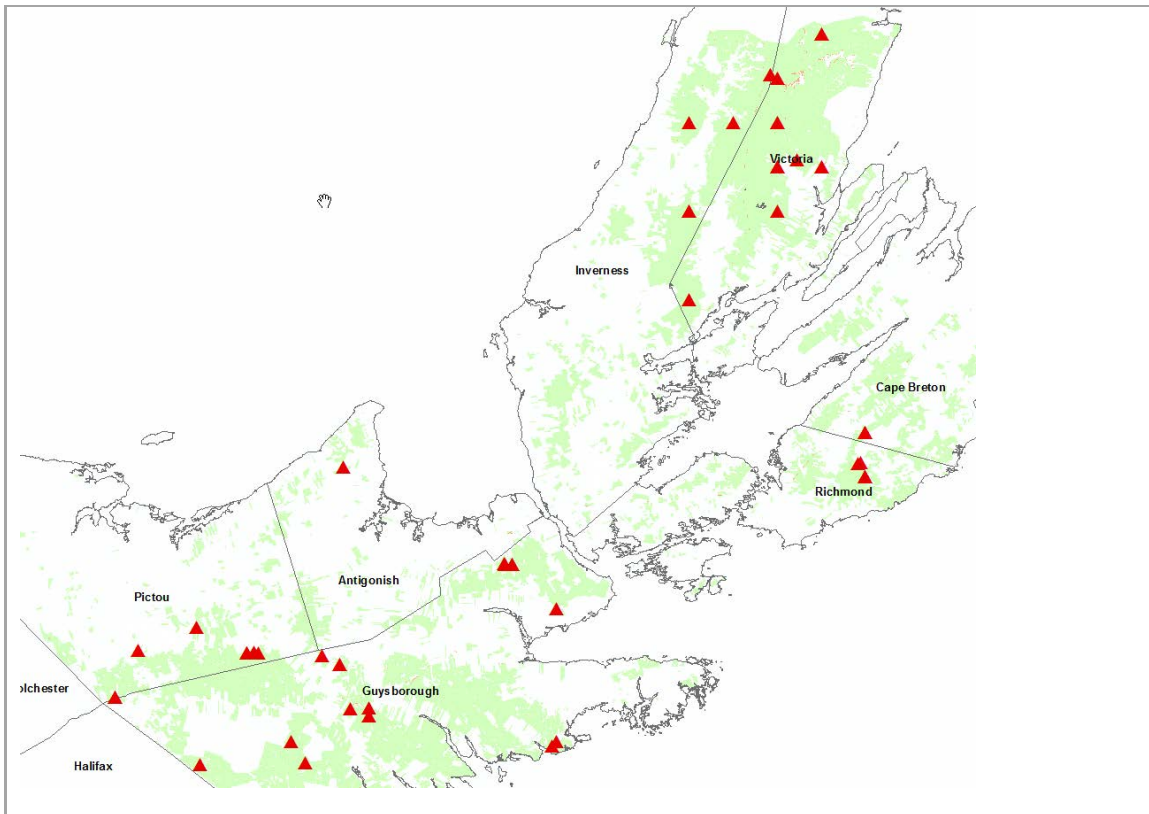 Victoria
Inverness
Cape Breton
Richmond
Antigonish
Pictou
olchester
Guysborough
Halifax